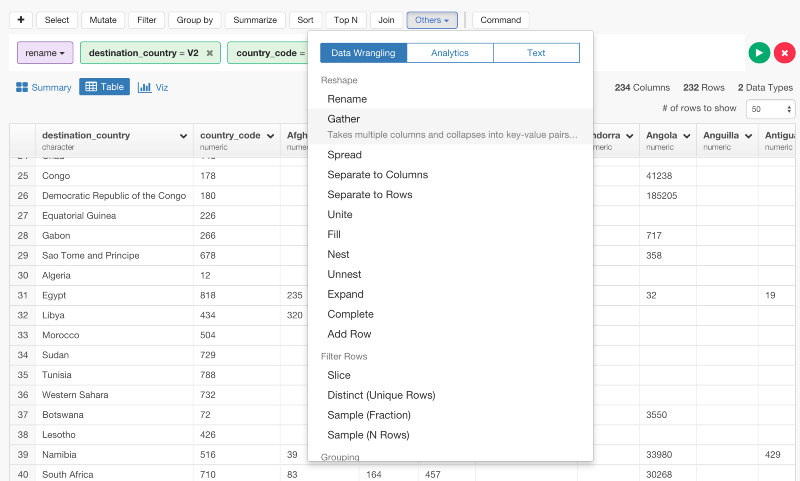 + Select Mutate Filter Group by Summarize Sort Top N Join Others Command
rename destination_country = V2 × country_code =
Data Wrangling Analytics Text
Summary Table Viz 234 Columns 232 Rows 2 Data Types
# of rows to show 50
Reshape
Rename
Gather
Takes multiple columns and collapses into key-value pairs...
Spread
Separate to Columns
Separate to Rows
Unite
Fill
Nest
Unnest
Expand
Complete
Add Row
Filter Rows
Slice
Distinct (Unique Rows)
Sample (Fraction)
Sample (N Rows)
Grouping
destination_country country_code Afgh ndorra Angola Anguilla Antigua
character numeric nume umeric numeric numeric numeric
25 Congo 178 41238
26 Democratic Republic of the Congo 180 185205
27 Equatorial Guinea 226
28 Gabon 266 717
29 Sao Tome and Principe 678 358
30 Algeria 12
31 Egypt 818 235 32 19
32 Libya 434 320
33 Morocco 504
34 Sudan 729
35 Tunisia 788
36 Western Sahara 732
37 Botswana 72 3550
38 Lesotho 426
39 Namibia 516 39 33980 429
40 South Africa 710 83 164 457 30268